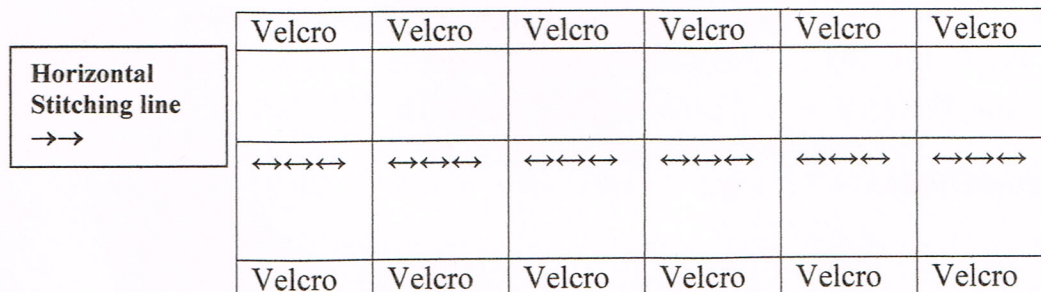 Velcro Velcro Velcro Velcro Velcro Velcro
Horizontal
Stitching line
→→
↔↔↔ ↔↔↔ ↔↔↔ ↔↔↔ ↔↔↔ ↔↔↔
Velcro Velcro Velcro Velcro Velcro Velcro